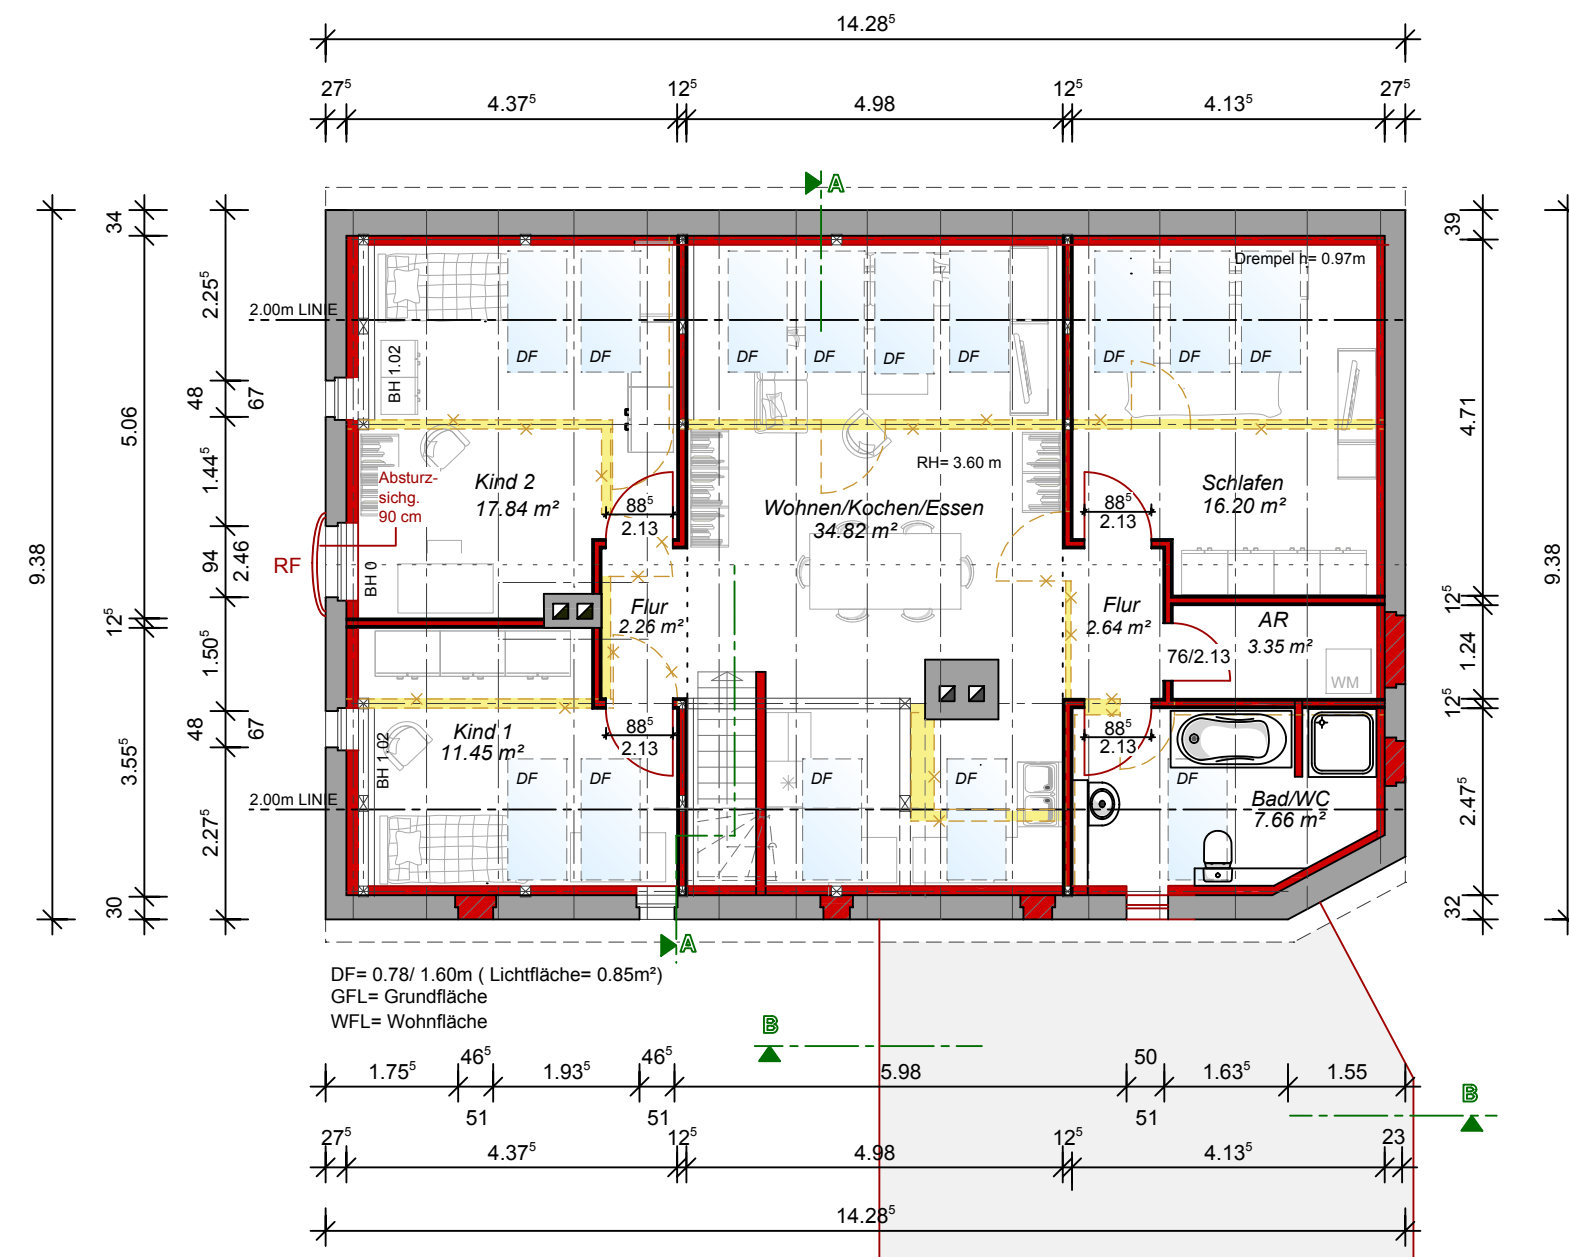 14.28⁵
27⁵ 4.37⁵ 12⁵ 4.98 12⁵ 4.13⁵ 27⁵
A
34
39
Drempel h= 0.97m
2.25⁵
2.00m LINIE
DF DF DF DF DF DF DF DF DF
BH 1.02
48 67
5.06
4.71
1.44⁵
RH= 3.60 m
Absturz-
sichg.
90 cm
Kind 2
17.84 m²
88⁵
2.13
Wohnen/Kochen/Essen
34.82 m²
88⁵
2.13
Schlafen
16.20 m²
9.38
94
2.46
RF
BH 0
9.38
12⁵
12⁵
Flur
2.26 m²
Flur
2.64 m²
AR
3.35 m²
1.50⁵
1.24
76/2.13
WM
12⁵
48 67
BH 1.02
Kind 1
11.45 m²
88⁵
2.13
88⁵
2.13
3.55⁵
DF DF DF DF DF
2.00m LINIE
Bad/WC
7.66 m²
2.27⁵
2.47⁵
30
32
A
DF= 0.78/ 1.60m ( Lichtfläche= 0.85m²)
GFL= Grundfläche
WFL= Wohnfläche
B
1.75⁵ 46⁵ 1.93⁵ 46⁵ 5.98 50 1.63⁵ 1.55
B
51 51 51
27⁵ 4.37⁵ 12⁵ 4.98 12⁵ 4.13⁵ 23
14.28⁵